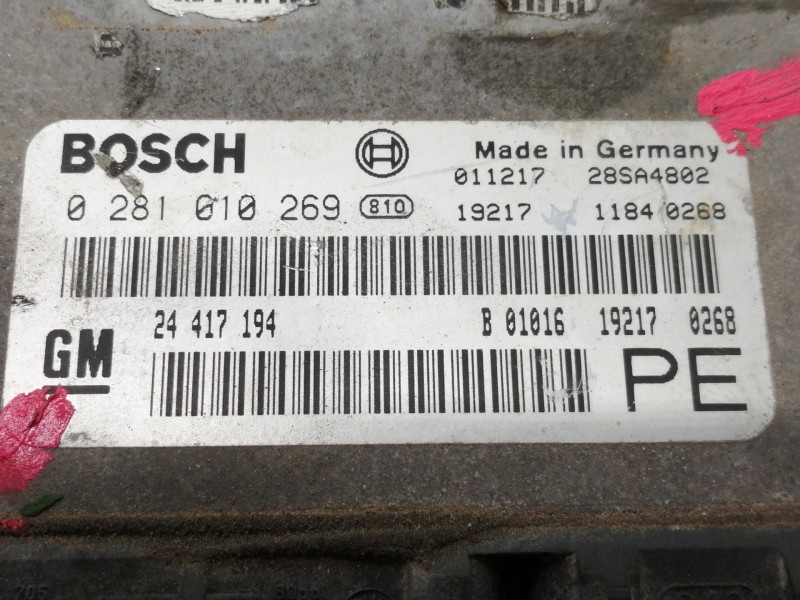 BOSCH Made in Germany
011217 28SA4802
0 281 010 269 810 19217 1184 0268
24 417 194 B 01016 19217 0268
GM PE